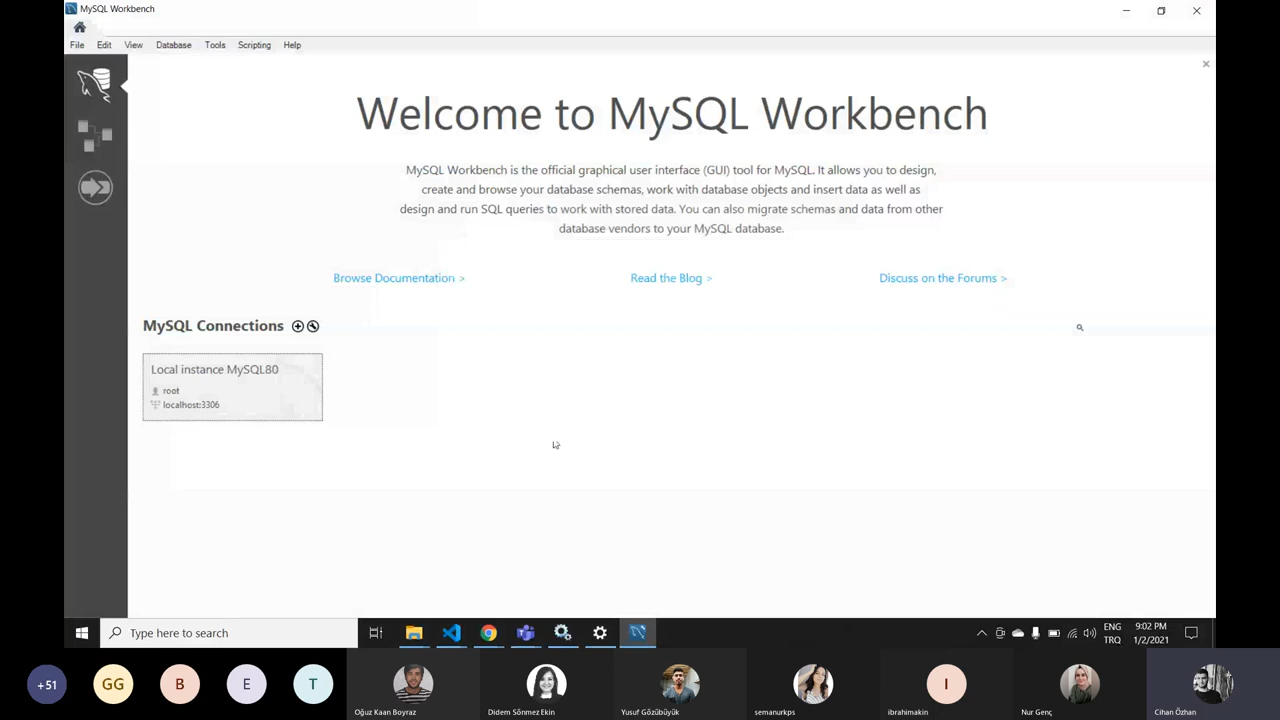 MySQL Workbench
File Edit View Database Tools Scripting Help
Welcome to MySQL Workbench
MySQL Workbench is the official graphical user interface (GUI) tool for MySQL. It allows you to design,
create and browse your database schemas, work with database objects and insert data as well as
design and run SQL queries to work with stored data. You can also migrate schemas and data from other
database vendors to your MySQL database.
Browse Documentation > Read the Blog > Discuss on the Forums >
MySQL Connections
Local instance MySQL80
root
localhost:3306
Type here to search
ENG
TRQ
9:02 PM
1/2/2021
+51
GG
B
E
T
I
Oğuz Kaan Boyraz
Didem Sönmez Ekin
Yusuf Gözübüyük
semanurkps
ibrahimakin
Nur Genç
Cihan Özhan